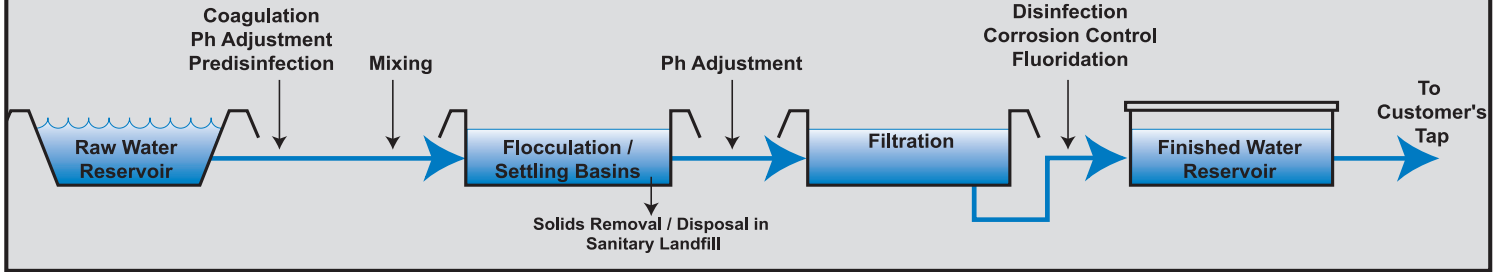 Coagulation
Ph Adjustment
Predisinfection
Mixing
Ph Adjustment
Disinfection
Corrosion Control
Fluoridation
To
Customer's
Tap
Raw Water
Reservoir
Flocculation /
Settling Basins
Filtration
Finished Water
Reservoir
Solids Removal / Disposal in
Sanitary Landfill